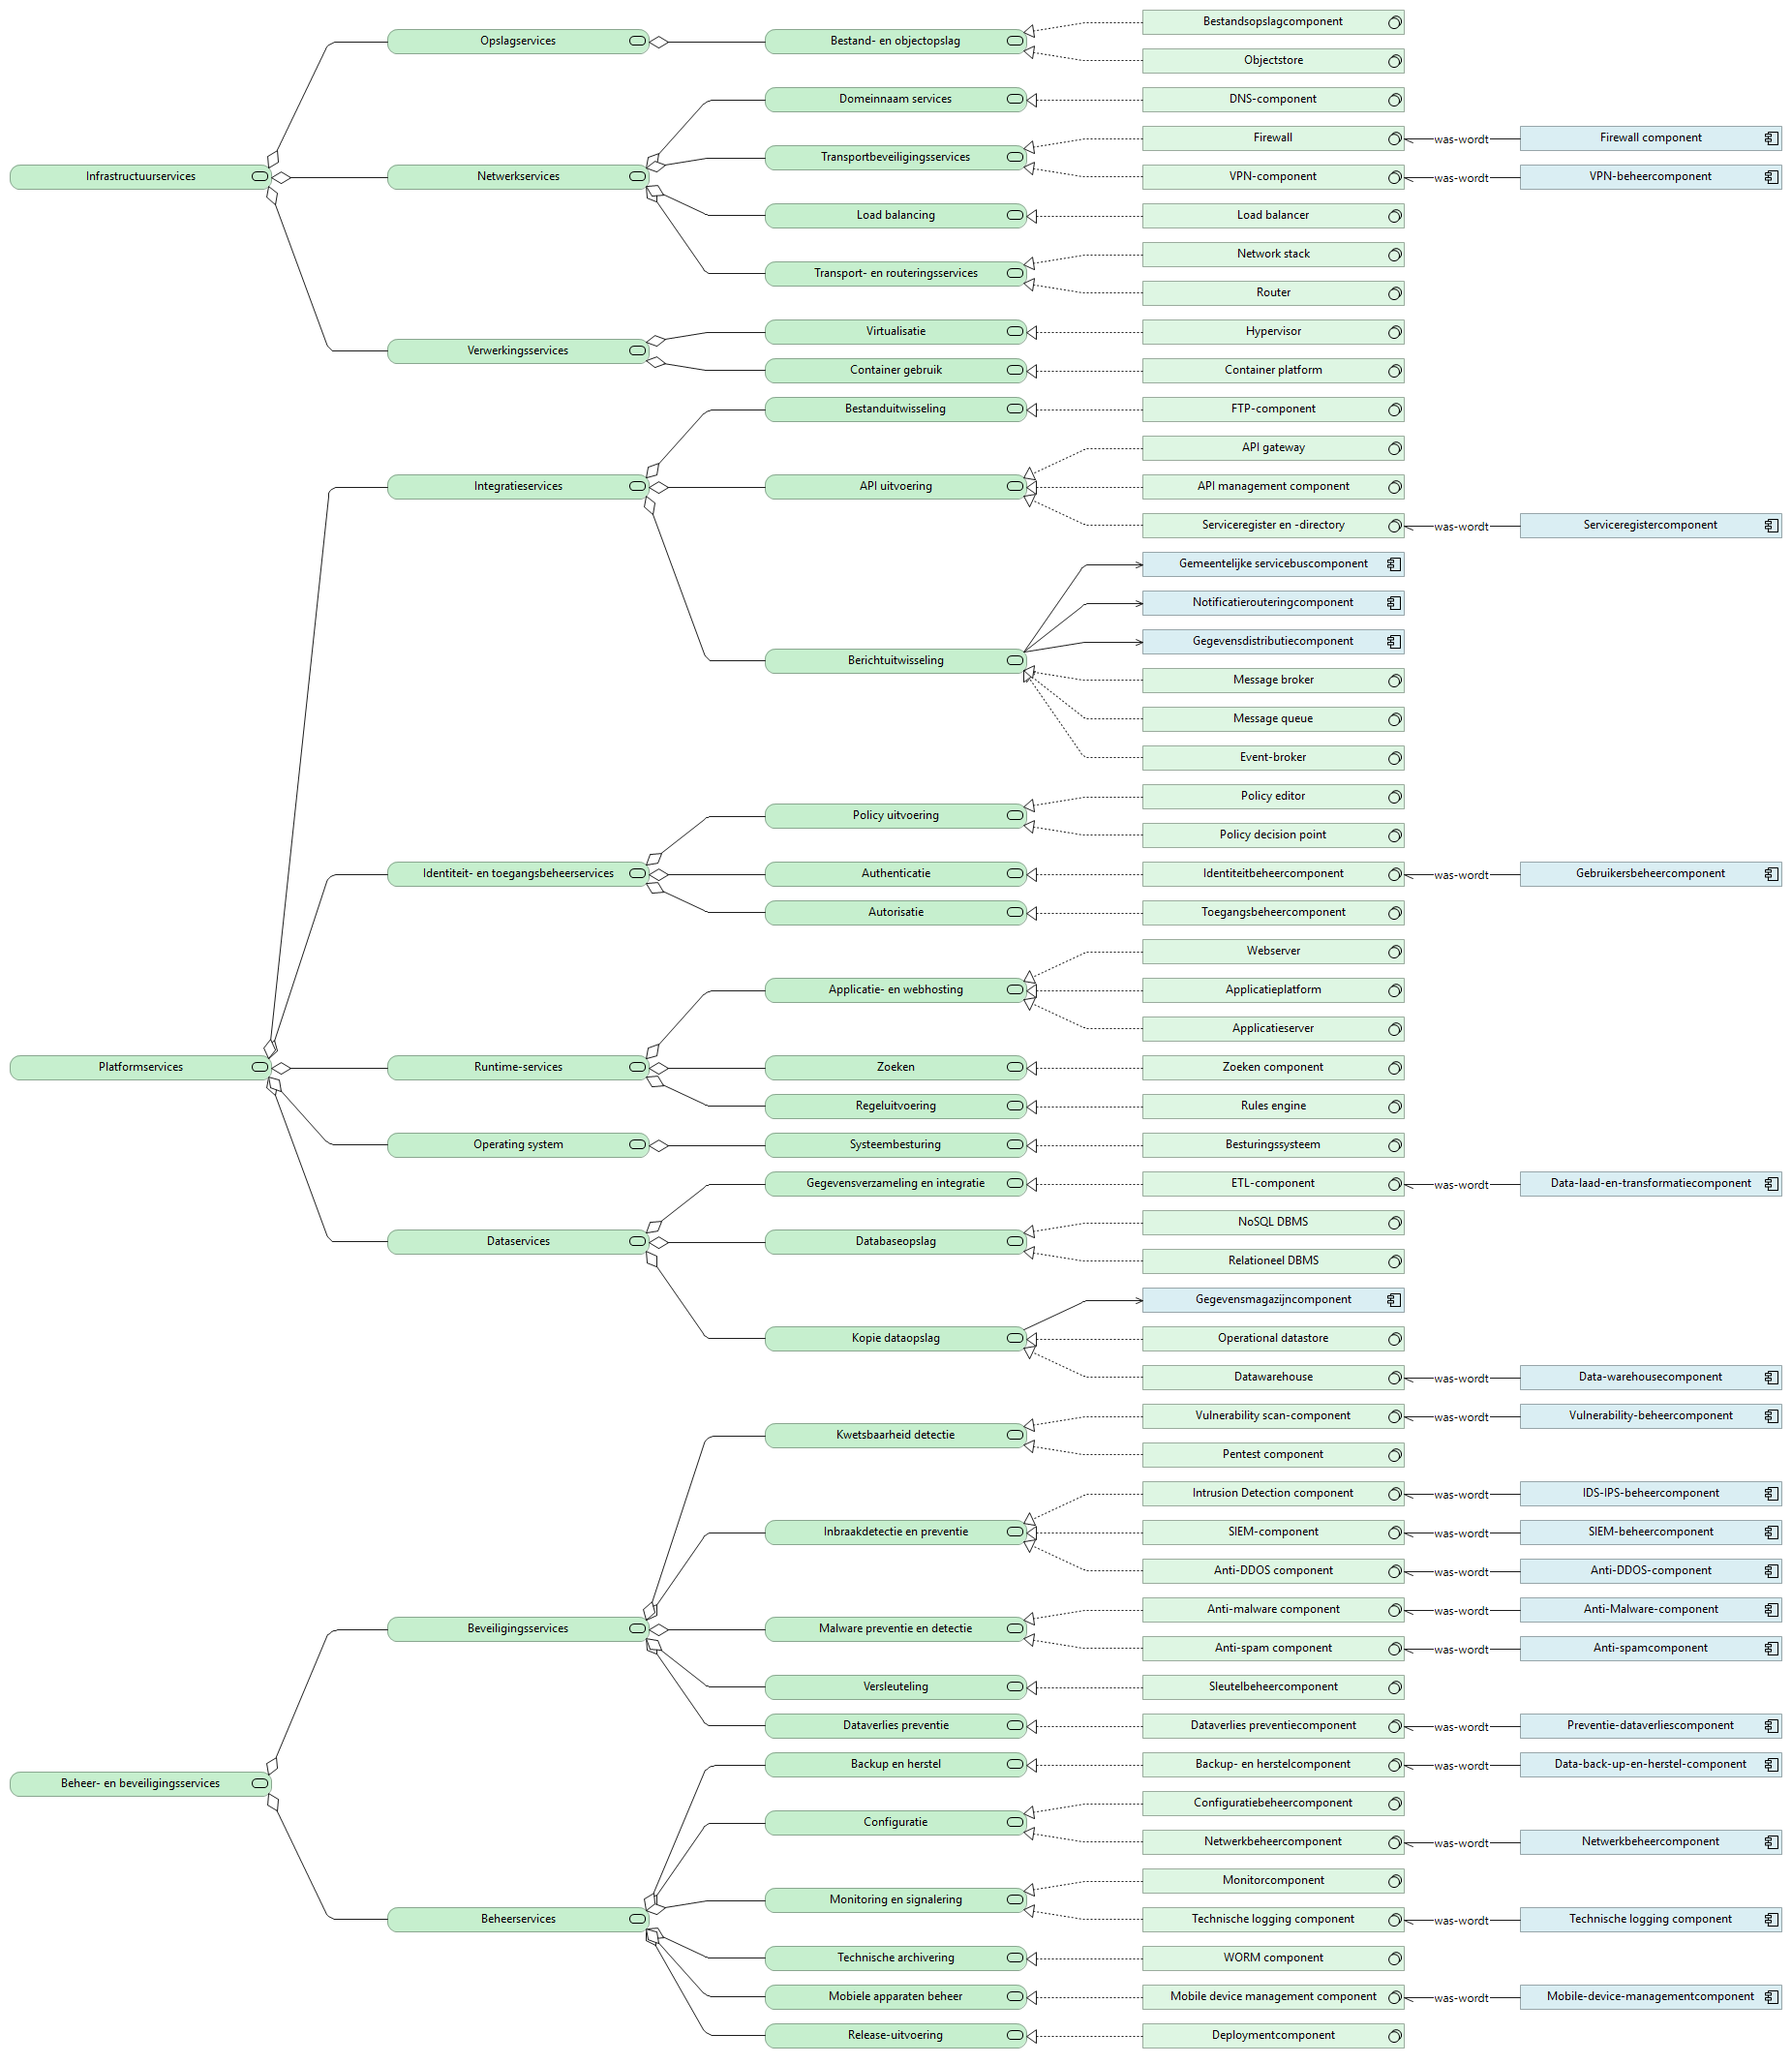 Bestandsopslagcomponent
Opslagservices
Bestand- en objectopslag
Objectstore
Domeinnaam services
DNS-component
Firewall
was-wordt
Firewall component
Transportbeveiligingsservices
Infrastructuurservices
Netwerkservices
VPN-component
was-wordt
VPN-beheercomponent
Load balancing
Load balancer
Network stack
Transport- en routeringsservices
Router
Virtualisatie
Hypervisor
Verwerkingsservices
Container gebruik
Container platform
Bestanduitwisseling
FTP-component
API gateway
Integratieservices
API uitvoering
API management component
Serviceregister en -directory
was-wordt
Serviceregistercomponent
Gemeentelijke servicebuscomponent
Notificatierouteringcomponent
Gegevensdistributiecomponent
Berichtuitwisseling
Message broker
Message queue
Event-broker
Policy editor
Policy uitvoering
Policy decision point
Identiteit- en toegangsbeheerservices
Authenticatie
Identiteitbeheercomponent
was-wordt
Gebruikersbeheercomponent
Autorisatie
Toegangsbeheercomponent
Webserver
Applicatie- en webhosting
Applicatieplatform
Applicatieserver
Platformservices
Runtime-services
Zoeken
Zoeken component
Regeluitvoering
Rules engine
Operating system
Systeembesturing
Besturingssysteem
Gegevensverzameling en integratie
ETL-component
was-wordt
Data-laad-en-transformatiecomponent
NoSQL DBMS
Dataservices
Databaseopslag
Relationeel DBMS
Gegevensmagazijncomponent
Kopie dataopslag
Operational datastore
Datawarehouse
was-wordt
Data-warehousecomponent
Vulnerability scan-component
was-wordt
Vulnerability-beheercomponent
Kwetsbaarheid detectie
Pentest component
Intrusion Detection component
was-wordt
IDS-IPS-beheercomponent
Inbraakdetectie en preventie
SIEM-component
was-wordt
SIEM-beheercomponent
Anti-DDOS component
was-wordt
Anti-DDOS-component
Anti-malware component
was-wordt
Anti-Malware-component
Beveiligingsservices
Malware preventie en detectie
Anti-spam component
was-wordt
Anti-spamcomponent
Versleuteling
Sleutelbeheercomponent
Dataverlies preventie
Dataverlies preventiecomponent
was-wordt
Preventie-dataverliescomponent
Backup en herstel
Backup- en herstelcomponent
was-wordt
Data-back-up-en-herstel-component
Beheer- en beveiligingsservices
Configuratiebeheercomponent
Configuratie
Netwerkbeheercomponent
was-wordt
Netwerkbeheercomponent
Monitorcomponent
Monitoring en signalering
Beheerservices
Technische logging component
was-wordt
Technische logging component
Technische archivering
WORM component
Mobiele apparaten beheer
Mobile device management component
was-wordt
Mobile-device-managementcomponent
Release-uitvoering
Deploymentcomponent